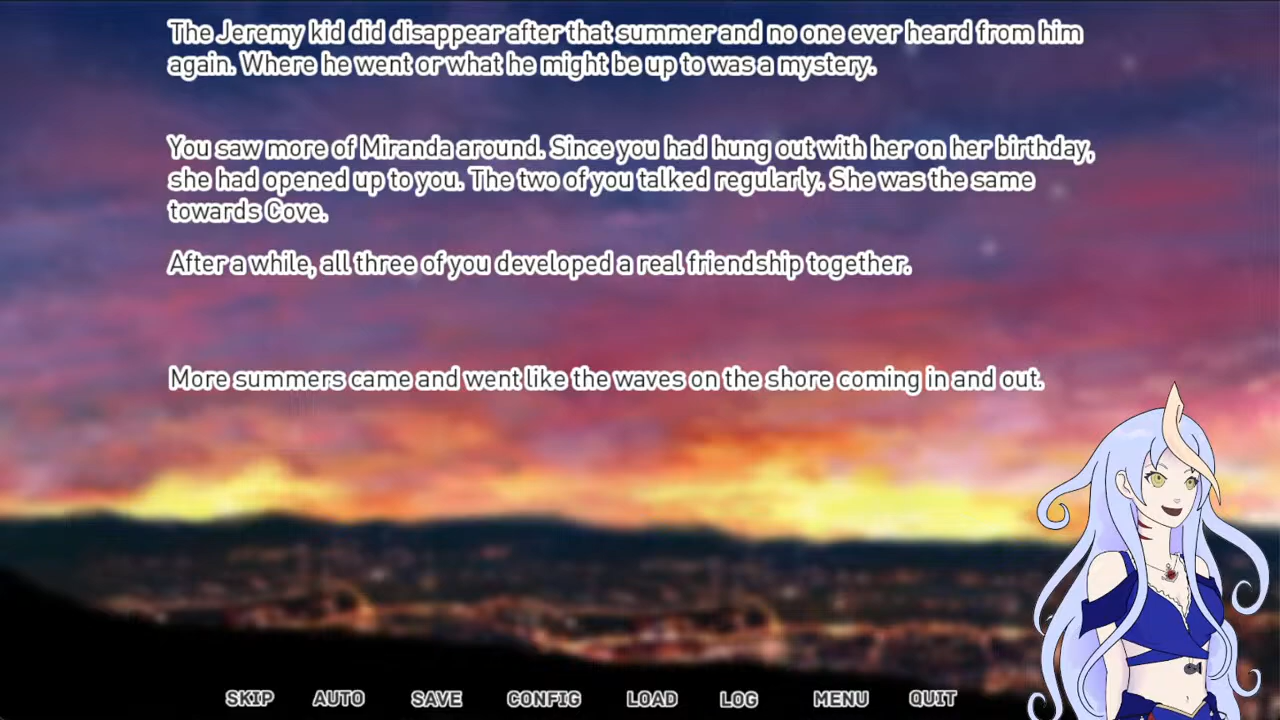 The Jeremy kid did disappear after that summer and no one ever heard from him
again. Where he went or what he might be up to was a mystery.
You saw more of Miranda around. Since you had hung out with her on her birthday,
she had opened up to you. The two of you talked regularly. She was the same
towards Cove.
After a while, all three of you developed a real friendship together.
More summers came and went like the waves on the shore coming in and out.
SKIP AUTO SAVE CONFIG LOAD LOG MENU QUIT